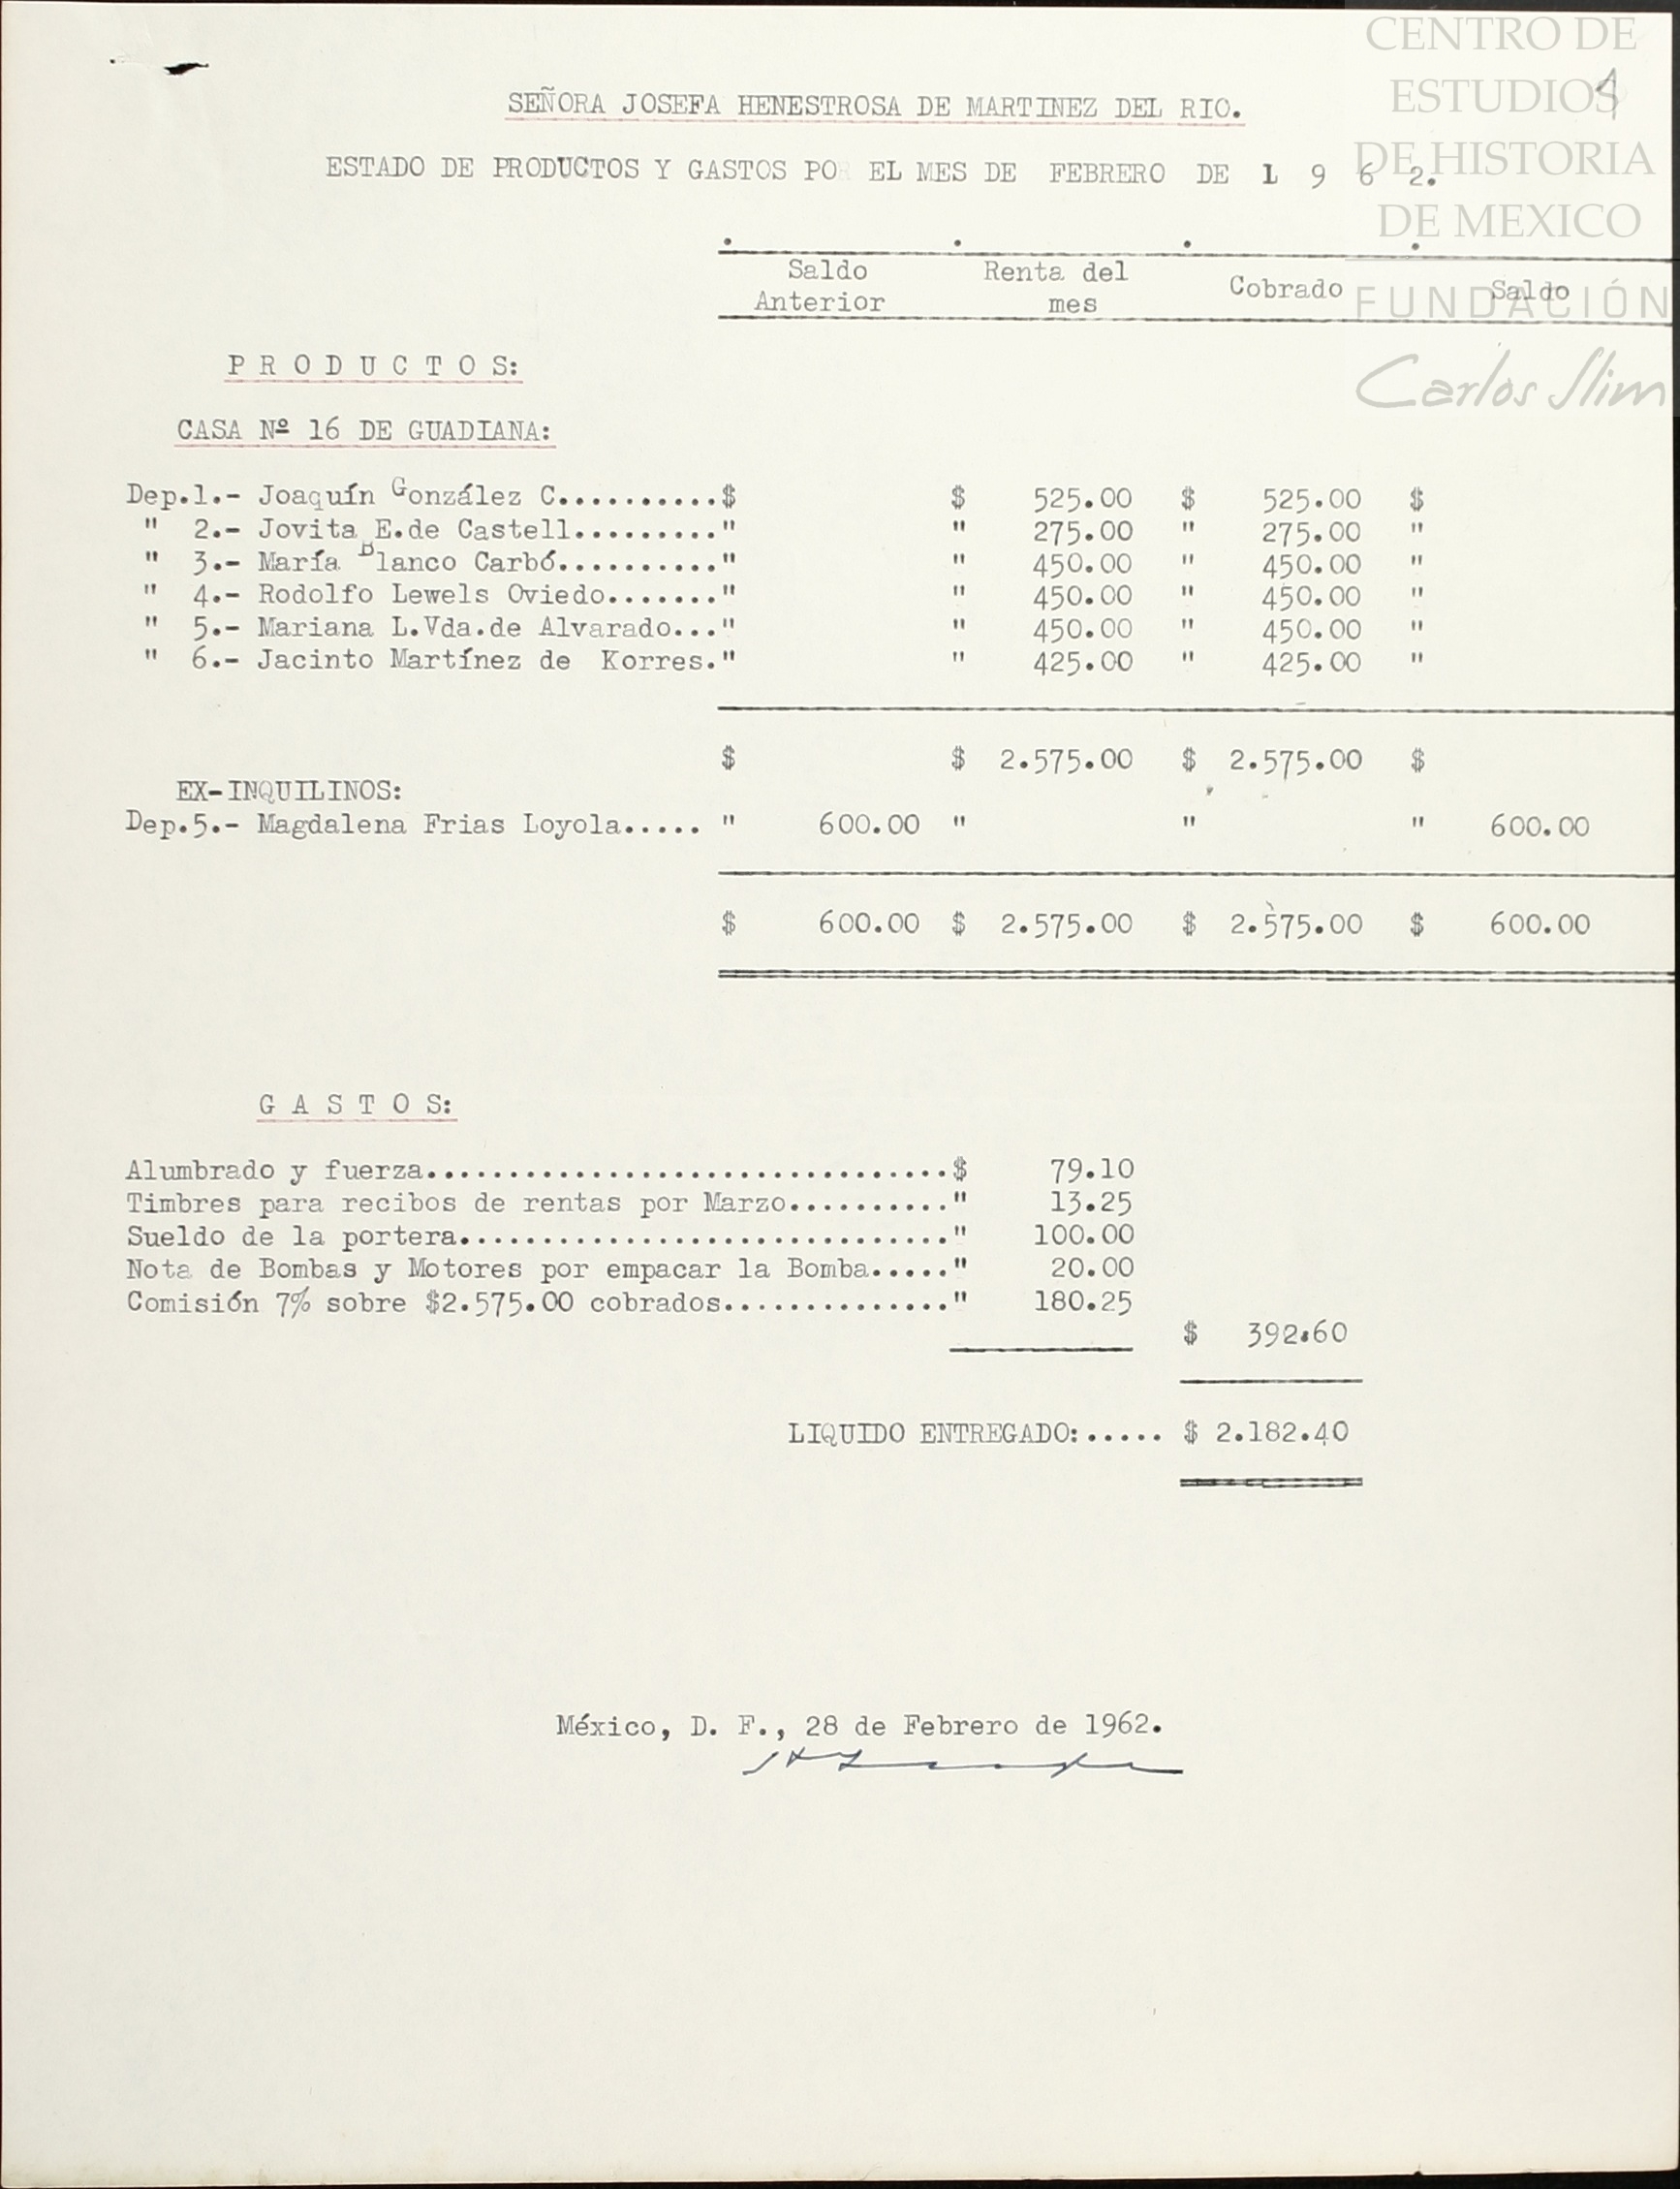 CENTRO DE
ESTUDIOS
DE HISTORIA
DE MEXICO
FUNDACIÓN
Carlos Slim
SEÑORA JOSEFA HENESTROSA DE MARTINEZ DEL RIO.
ESTADO DE PRODUCTOS Y GASTOS POR EL MES DE FEBRERO DE 1 9 6 2.
Saldo Anterior Renta del mes Cobrado Saldo
P R O D U C T O S:
CASA Nº 16 DE GUADIANA:
Dep.1.- Joaquín González C..........$ $ 525.00 $ 525.00 $
" 2.- Jovita E.de Castell........." " 275.00 " 275.00 "
" 3.- María Blanco Carbó.........." " 450.00 " 450.00 "
" 4.- Rodolfo Lewels Oviedo......." " 450.00 " 450.00 "
" 5.- Mariana L.Vda.de Alvarado..." " 450.00 " 450.00 "
" 6.- Jacinto Martínez de Korres." " 425.00 " 425.00 "
$ $ 2.575.00 $ 2.575.00 $
EX-INQUILINOS:
Dep.5.- Magdalena Frias Loyola..... " 600.00 " " " 600.00
$ 600.00 $ 2.575.00 $ 2.575.00 $ 600.00
G A S T O S:
Alumbrado y fuerza................................$ 79.10
Timbres para recibos de rentas por Marzo.........." 13.25
Sueldo de la portera.............................." 100.00
Nota de Bombas y Motores por empacar la Bomba....." 20.00
Comisión 7% sobre $2.575.00 cobrados.............." 180.25
$ 392.60
LIQUIDO ENTREGADO:..... $ 2.182.40
México, D. F., 28 de Febrero de 1962.